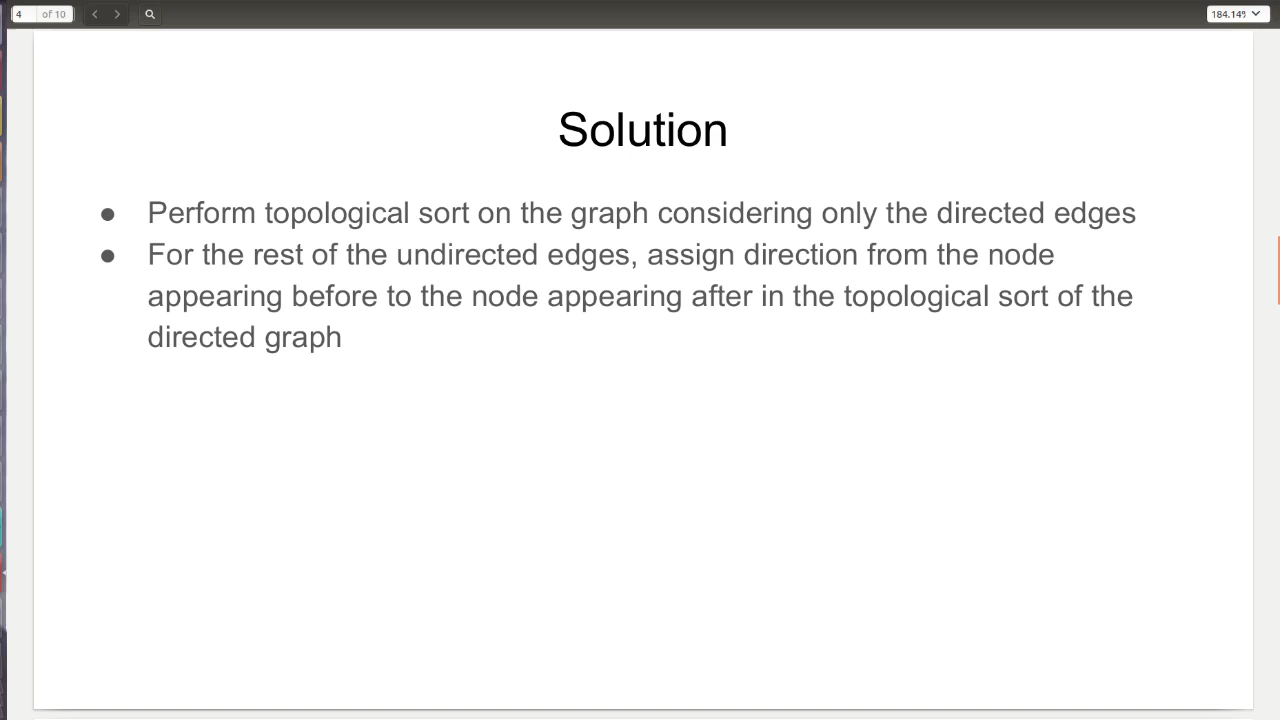 4 of 10
184.14%
Solution
● Perform topological sort on the graph considering only the directed edges
● For the rest of the undirected edges, assign direction from the node
appearing before to the node appearing after in the topological sort of the
directed graph